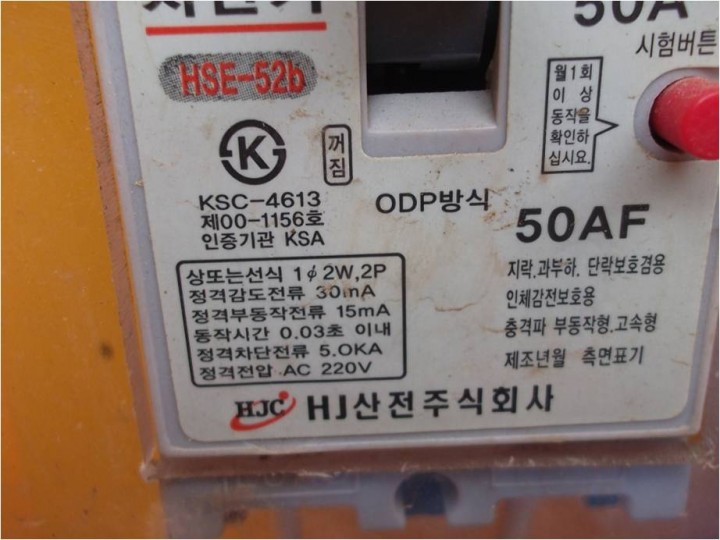 차단기
50A
시험버튼
HSE-52b
월1회
이 상
동작을
확인하
십시요.
K
꺼
짐
KSC-4613
제00-1156호
인증기관 KSA
ODP방식
50AF
지락.과부하. 단락보호겸용
인체감전보호용
충격파 부동작형.고속형
제조년월 측면표기
상또는선식 1φ 2W,2P
정격감도전류 30mA
정격부동작전류 15mA
동작시간 0.03초 이내
정격차단전류 5.0KA
정격전압 AC 220V
HJC HJ산전주식회사